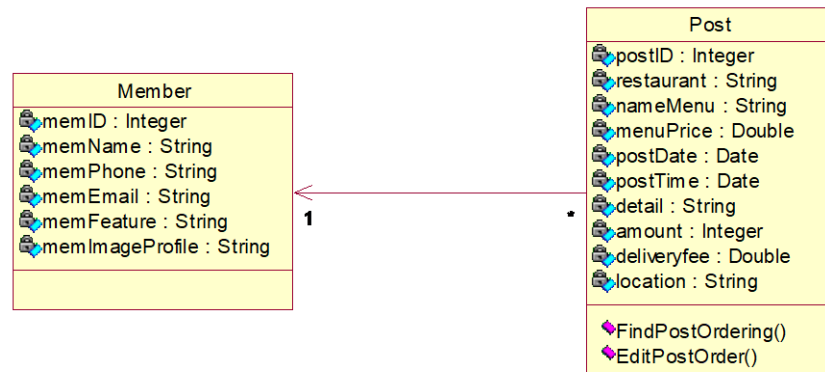 Member
memID : Integer
memName : String
memPhone : String
memEmail : String
memFeature : String
memImageProfile : String
1
*
Post
postID : Integer
restaurant : String
nameMenu : String
menuPrice : Double
postDate : Date
postTime : Date
detail : String
amount : Integer
deliveryfee : Double
location : String
FindPostOrdering()
EditPostOrder()